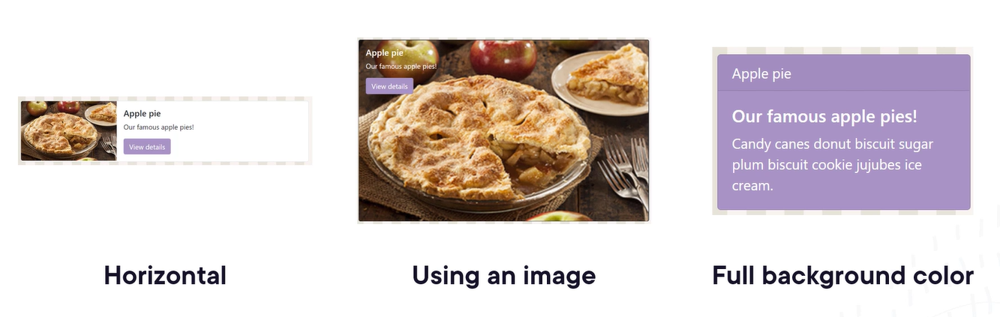 Apple pie
Our famous apple pies!
View details
Horizontal
Apple pie
Our famous apple pies!
View details
Using an image
Apple pie
Our famous apple pies!
Candy canes donut biscuit sugar
plum biscuit cookie jujubes ice
cream.
Full background color